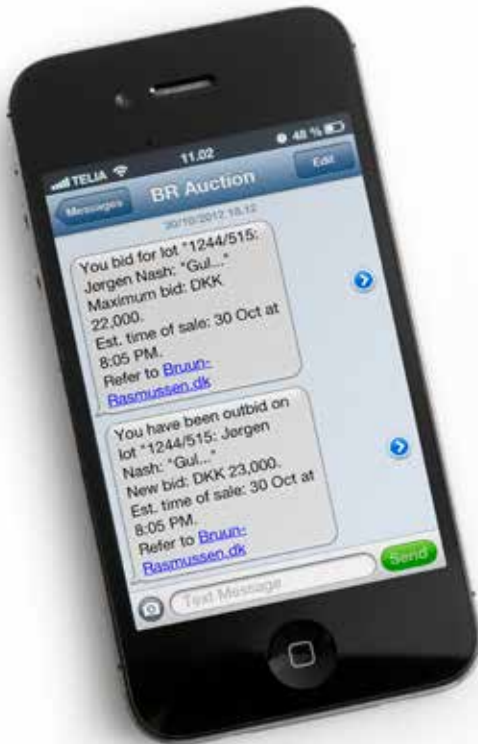 TELIA 11.02 48 %
Messages BR Auction Edit
30/10/2012 18.12
You bid for lot "1244/515:
Jørgen Nash: "Gul..."
Maximum bid: DKK
22,000.
Est. time of sale: 30 Oct at
8:05 PM.
Refer to Bruun-
Rasmussen.dk
You have been outbid on
lot "1244/515: Jørgen
Nash: "Gul..."
New bid: DKK 23,000.
Est. time of sale: 30 Oct at
8:05 PM.
Refer to Bruun-
Rasmussen.dk
Text Message Send